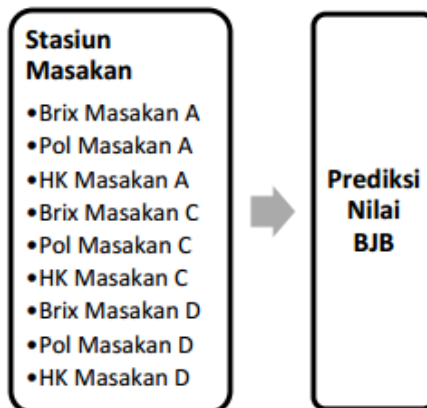 Stasiun
Masakan
•Brix Masakan A
•Pol Masakan A
•HK Masakan A
•Brix Masakan C
•Pol Masakan C
•HK Masakan C
•Brix Masakan D
•Pol Masakan D
•HK Masakan D
Prediksi
Nilai
BJB